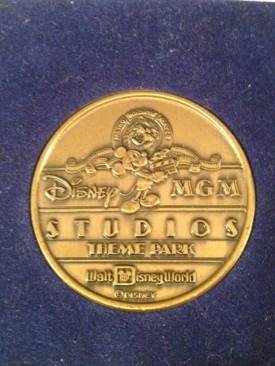 Disney MGM
STUDIOS
THEME PARK
Walt Disney World
©DISNEY